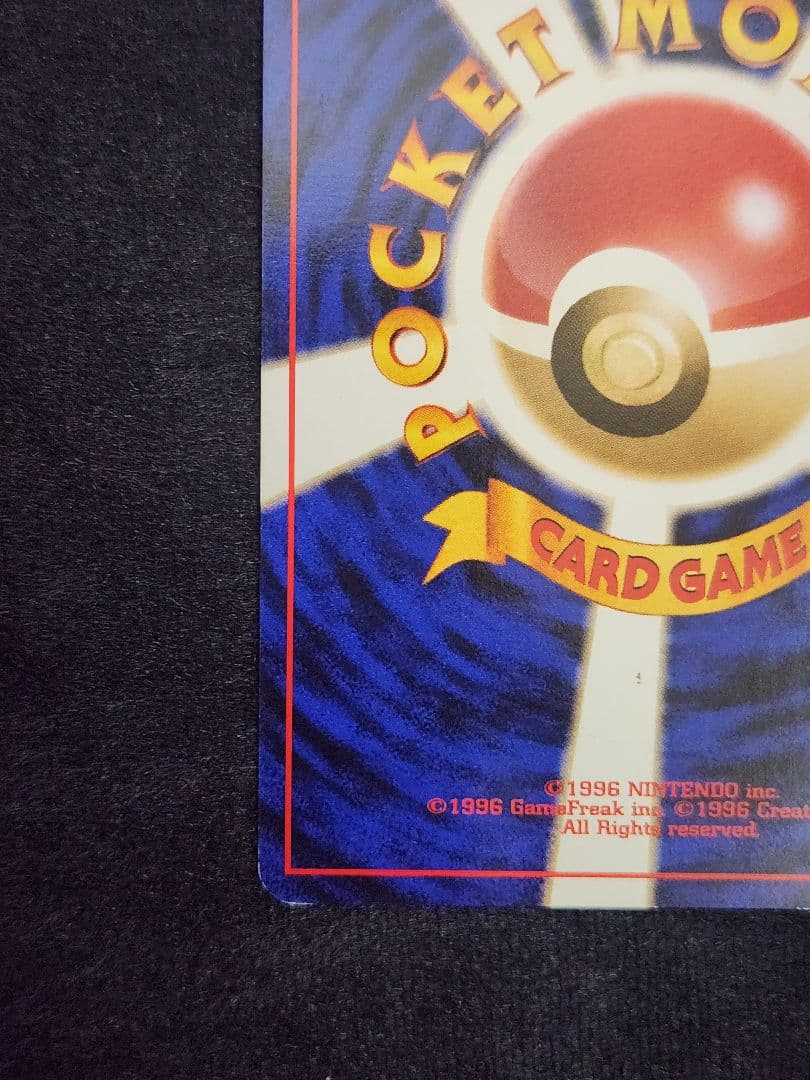 POCKET MO
CARD GAME
©1996 NINTENDO inc.
©1996 GameFreak inc. ©1996 Creat
All Rights reserved.